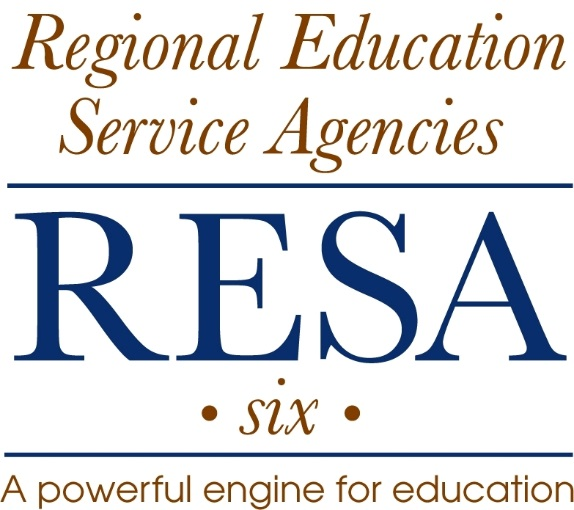 Regional Education
Service Agencies
RESA
• six •
A powerful engine for education